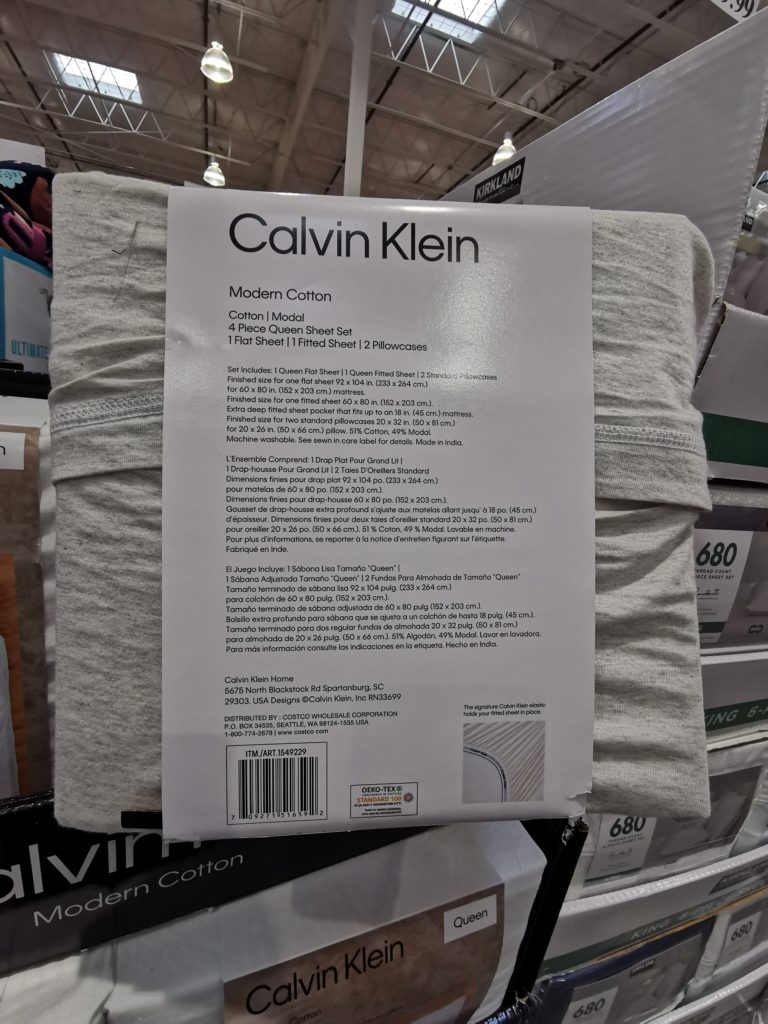 .99
KIRKLAND
ULTIMATE
Calvin Klein
Modern Cotton
Cotton | Modal
4 Piece Queen Sheet Set
1 Flat Sheet | 1 Fitted Sheet | 2 Pillowcases
Set Includes: 1 Queen Flat Sheet | 1 Queen Fitted Sheet | 2 Standard Pillowcases
Finished size for one flat sheet 92 x 104 in. (233 x 264 cm.)
for 60 x 80 in. (152 x 203 cm.) mattress.
Finished size for one fitted sheet 60 x 80 in. (152 x 203 cm.).
Extra deep fitted sheet pocket that fits up to an 18 in. (45 cm.) mattress.
Finished size for two standard pillowcases 20 x 32 in. (50 x 81 cm.)
for 20 x 26 in. (50 x 66 cm.) pillow. 51% Cotton, 49% Modal.
Machine washable. See sewn in care label for details. Made in India.
L'Ensemble Comprend: 1 Drap Plat Pour Grand Lit |
1 Drap-housse Pour Grand Lit | 2 Taies D'Oreillers Standard
Dimensions finies pour drap plat 92 x 104 po. (233 x 264 cm.)
pour matelas de 60 x 80 po. (152 x 203 cm.).
Dimensions finies pour drap-housse 60 x 80 po. (152 x 203 cm.).
Gousset de drap-housse extra profond s'ajuste aux matelas allant jusqu' à 18 po. (45 cm.)
d'épaisseur. Dimensions finies pour deux taies d'oreiller standard 20 x 32 po. (50 x 81 cm.)
pour oreiller 20 x 26 po. (50 x 66 cm.). 51 % Coton, 49 % Modal. Lavable en machine.
Pour plus d'informations, se reporter à la notice d'entretien figurant sur l'étiquette.
Fabriqué en Inde.
El Juego Incluye: 1 Sábana Lisa Tamaño "Queen" |
1 Sábana Adjustada Tamaño "Queen" | 2 Fundas Para Almohada de Tamaño "Queen"
Tamaño terminado de sábana lisa 92 x 104 pulg. (233 x 264 cm.)
para colchón de 60 x 80 pulg. (152 x 203 cm.).
Tamaño terminado de sábana adjustada de 60 x 80 pulg (152 x 203 cm.).
Bolsillo extra profundo para sábana que se ajusta a un colchón de hasta 18 pulg. (45 cm.).
Tamaño terminado para dos regular fundas de almohada 20 x 32 pulg. (50 x 81 cm.)
para almohada de 20 x 26 pulg. (50 x 66 cm.). 51% Algodón, 49% Modal. Lavar en lavadora.
Para más información consulte las indicaciones en la etiqueta. Hecho en India.
Calvin Klein Home
5675 North Blackstock Rd Spartanburg, SC
29303. USA Designs ©Calvin Klein, Inc RN33699
DISTRIBUTED BY : COSTCO WHOLESALE CORPORATION
P.O. BOX 34535, SEATTLE, WA 98124-1535 USA
1-800-774-2678 | www.costco.com
The signature Calvin Klein elastic
holds your fitted sheet in place.
ITM./ART.1549229
7 09271 51659 2
OEKO-TEX®
STANDARD 100
680
THREAD COUNT
KING 6-
680
alvin
Modern Cotton
Queen
Calvin Klein
Cotton
KING 6-
KIRKLAND
680
680